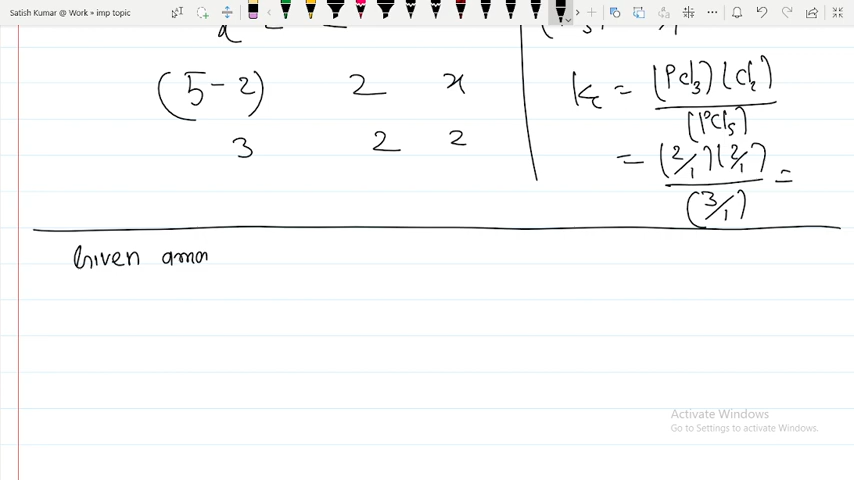 Satish Kumar @ Work » imp topic
(5-2) 2 x
3 2 2
Kc = (PCl3)(Cl2) / (PCl5)
= (2/1)(2/1) / (3/1) =
Given amo
Activate Windows
Go to Settings to activate Windows.